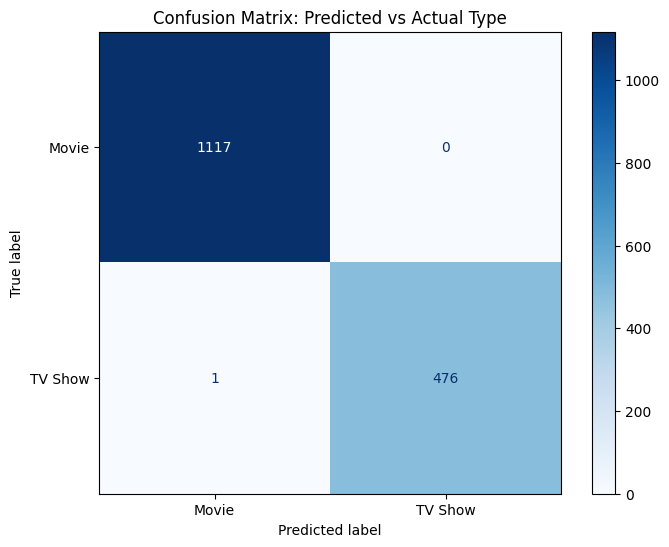 Confusion Matrix: Predicted vs Actual Type
Movie
1117
0
TV Show
1
476
Movie
TV Show
Predicted label
True label
1000
800
600
400
200
0